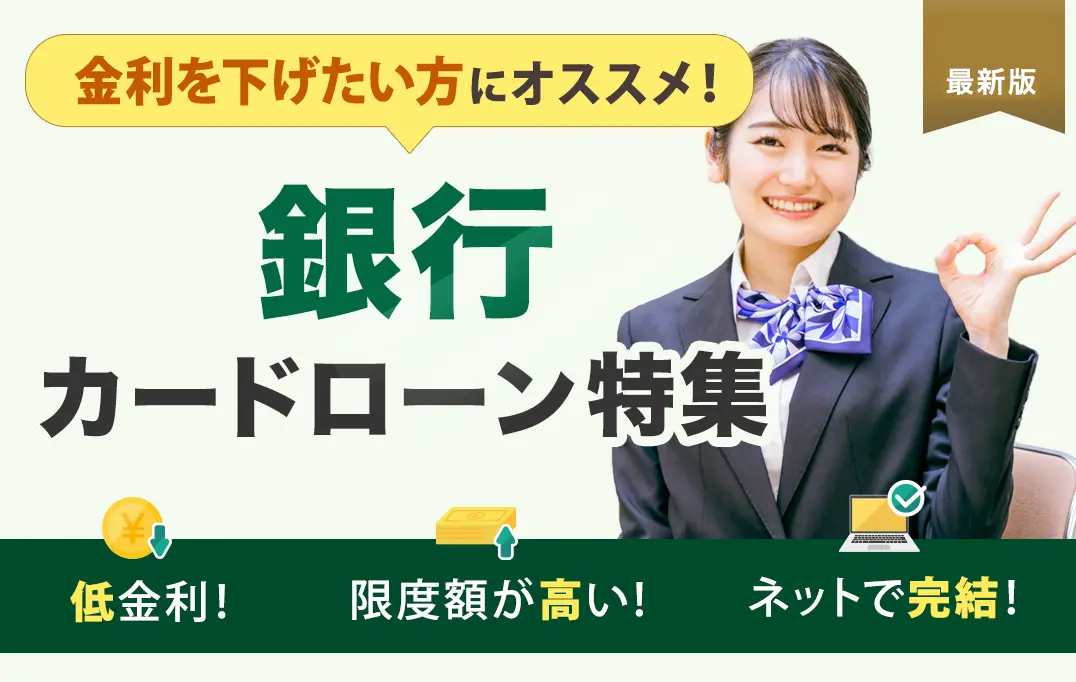 金利を下げたい方にオススメ!
最新版
銀行
カードローン特集
¥
低金利!
限度額が高い!
ネットで完結!